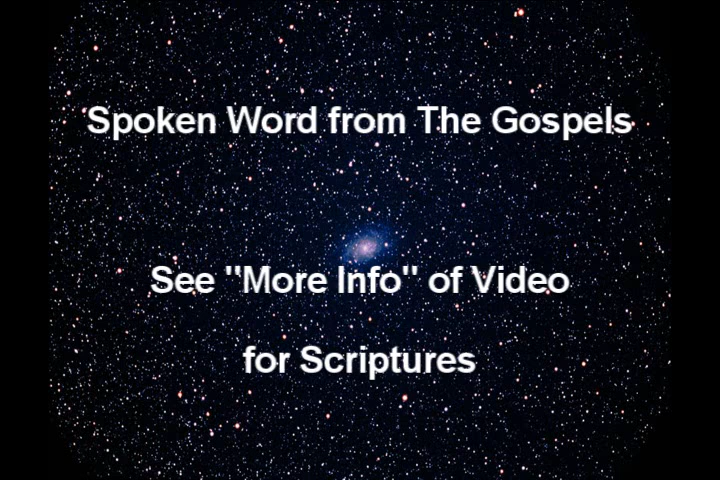 Spoken Word from The Gospels
See "More Info" of Video
for Scriptures